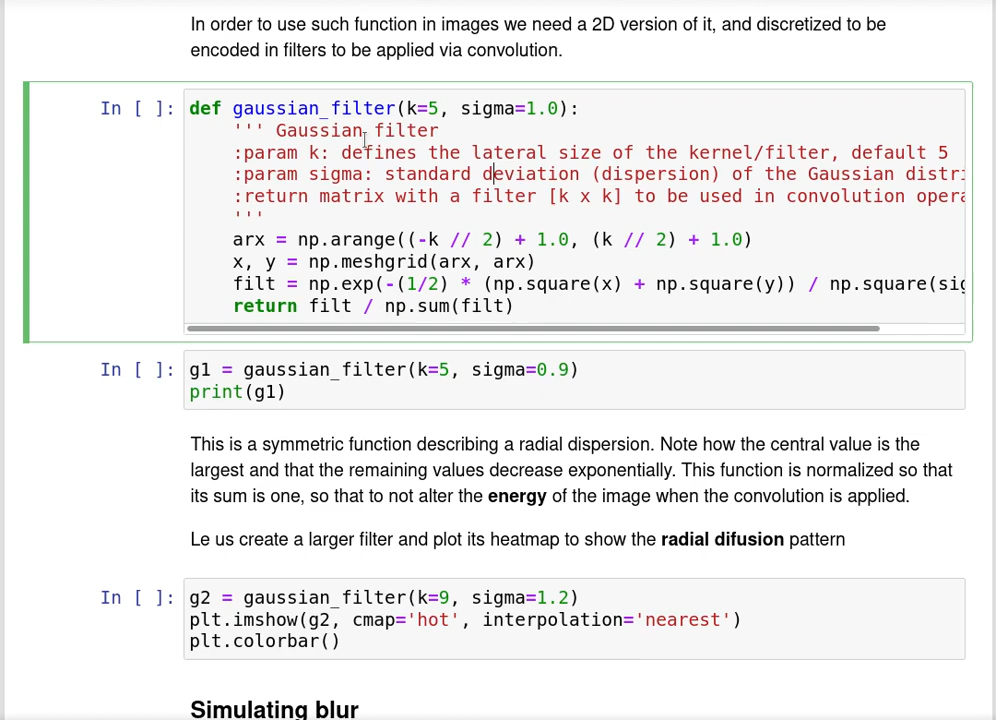 In order to use such function in images we need a 2D version of it, and discretized to be
encoded in filters to be applied via convolution.
In [ ]: def gaussian_filter(k=5, sigma=1.0):
''' Gaussian filter
:param k: defines the lateral size of the kernel/filter, default 5
:param sigma: standard deviation (dispersion) of the Gaussian distri
:return matrix with a filter [k x k] to be used in convolution opera
'''
arx = np.arange((-k // 2) + 1.0, (k // 2) + 1.0)
x, y = np.meshgrid(arx, arx)
filt = np.exp(-(1/2) * (np.square(x) + np.square(y)) / np.square(sig
return filt / np.sum(filt)
In [ ]: g1 = gaussian_filter(k=5, sigma=0.9)
print(g1)
This is a symmetric function describing a radial dispersion. Note how the central value is the
largest and that the remaining values decrease exponentially. This function is normalized so that
its sum is one, so that to not alter the energy of the image when the convolution is applied.
Le us create a larger filter and plot its heatmap to show the radial difusion pattern
In [ ]: g2 = gaussian_filter(k=9, sigma=1.2)
plt.imshow(g2, cmap='hot', interpolation='nearest')
plt.colorbar()
Simulating blur